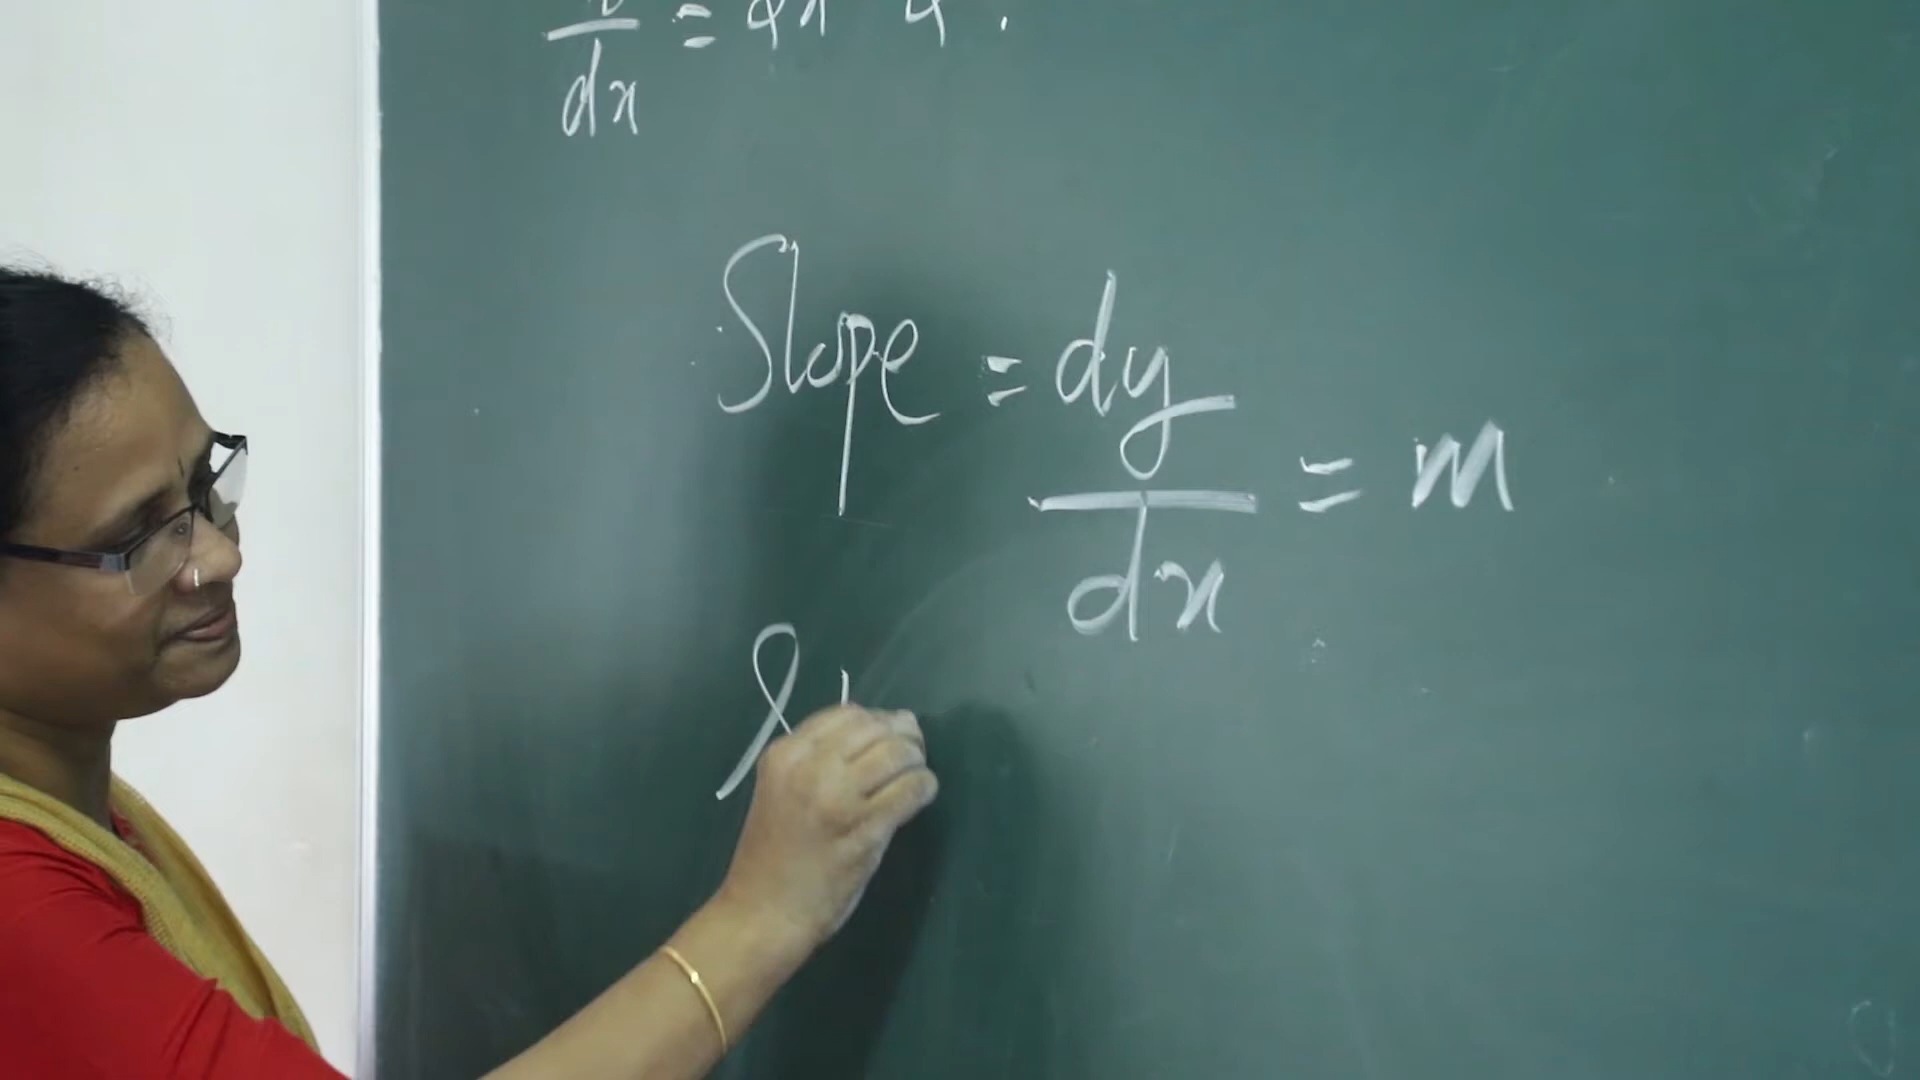 dx =
Slope = dy/dx = m